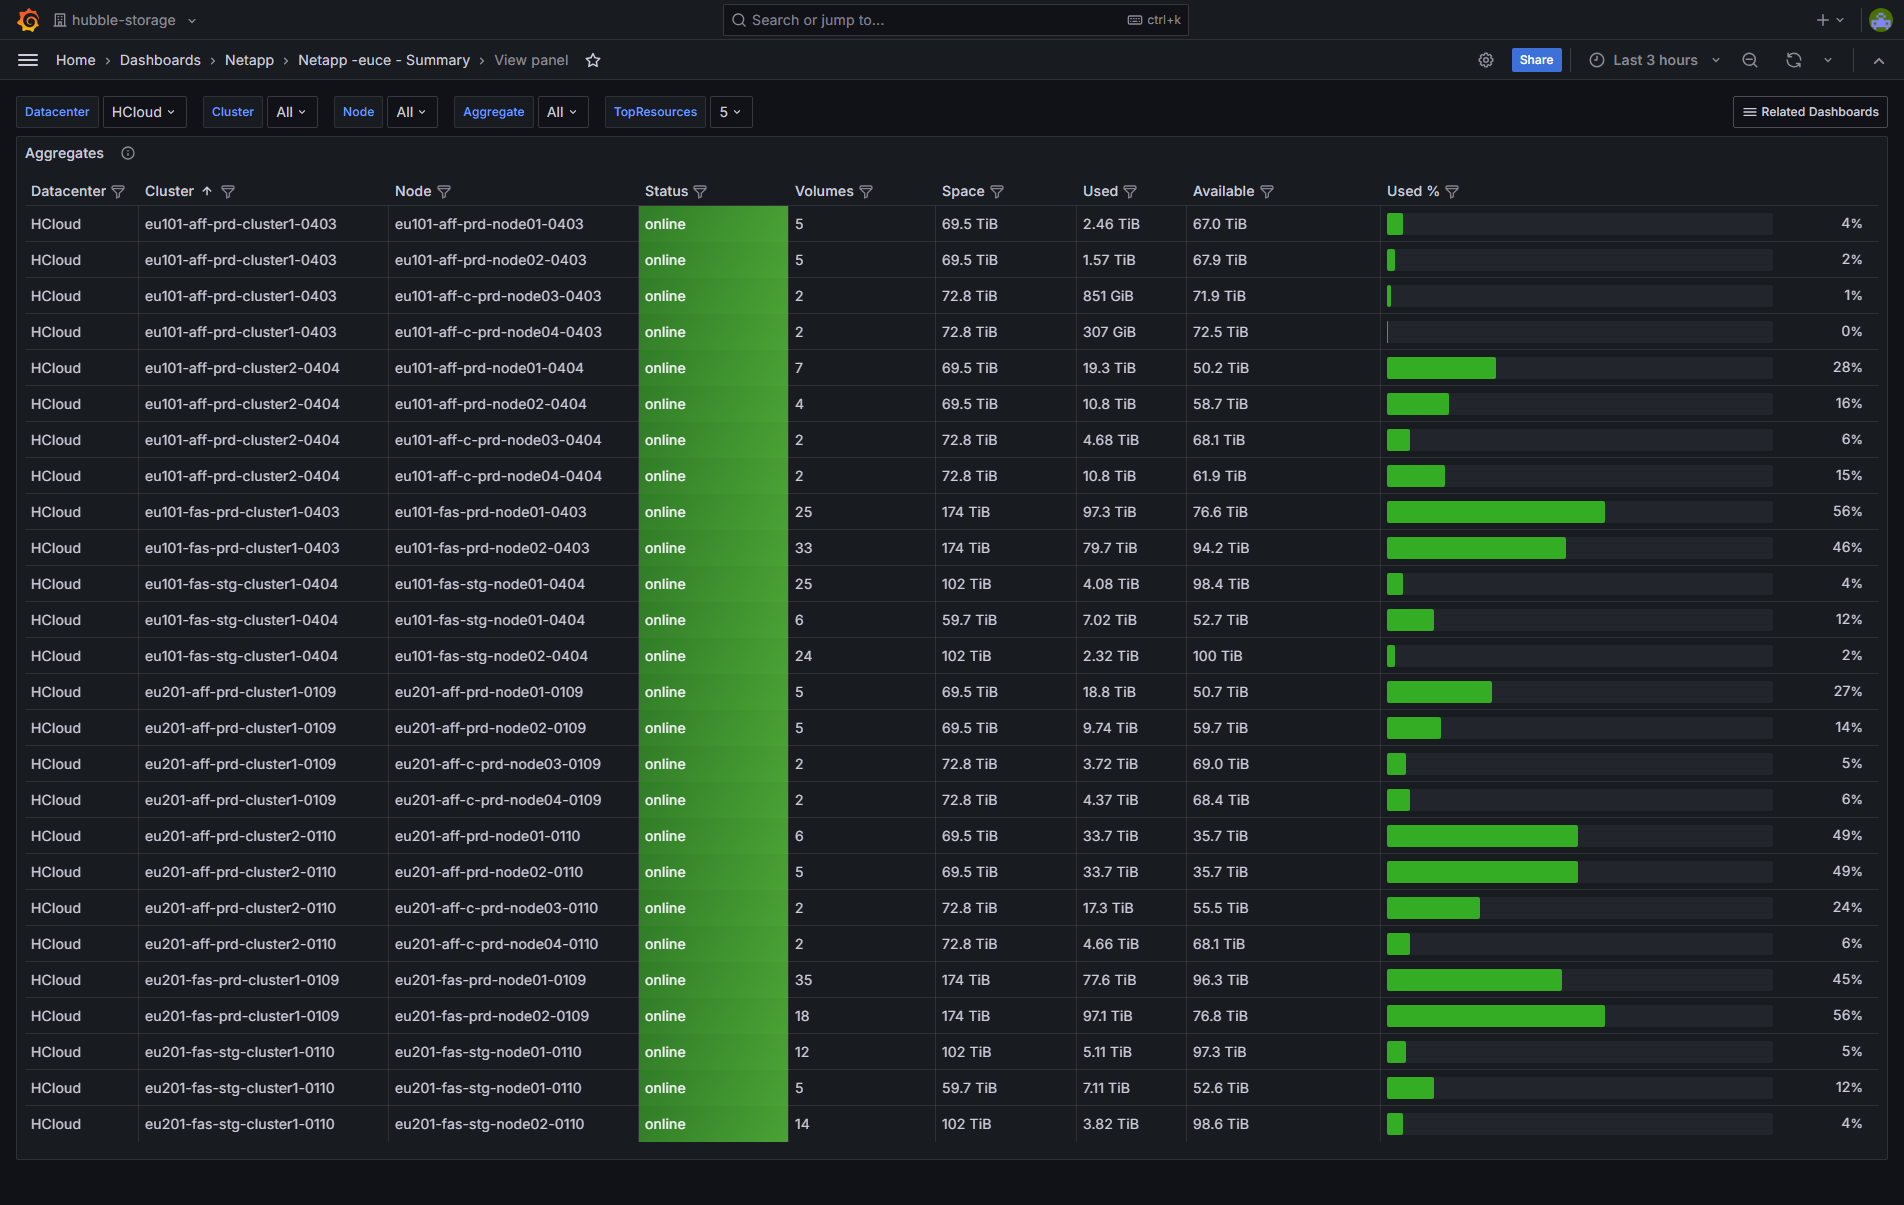 hubble-storage Search or jump to... ctrl+k
Home › Dashboards › Netapp › Netapp -euce - Summary › View panel Share Last 3 hours
Datacenter HCloud Cluster All Node All Aggregate All TopResources 5 Related Dashboards
Aggregates
Datacenter Cluster Node Status Volumes Space Used Available Used %
HCloud eu101-aff-prd-cluster1-0403 eu101-aff-prd-node01-0403 online 5 69.5 TiB 2.46 TiB 67.0 TiB 4%
HCloud eu101-aff-prd-cluster1-0403 eu101-aff-prd-node02-0403 online 5 69.5 TiB 1.57 TiB 67.9 TiB 2%
HCloud eu101-aff-prd-cluster1-0403 eu101-aff-c-prd-node03-0403 online 2 72.8 TiB 851 GiB 71.9 TiB 1%
HCloud eu101-aff-prd-cluster1-0403 eu101-aff-c-prd-node04-0403 online 2 72.8 TiB 307 GiB 72.5 TiB 0%
HCloud eu101-aff-prd-cluster2-0404 eu101-aff-prd-node01-0404 online 7 69.5 TiB 19.3 TiB 50.2 TiB 28%
HCloud eu101-aff-prd-cluster2-0404 eu101-aff-prd-node02-0404 online 4 69.5 TiB 10.8 TiB 58.7 TiB 16%
HCloud eu101-aff-prd-cluster2-0404 eu101-aff-c-prd-node03-0404 online 2 72.8 TiB 4.68 TiB 68.1 TiB 6%
HCloud eu101-aff-prd-cluster2-0404 eu101-aff-c-prd-node04-0404 online 2 72.8 TiB 10.8 TiB 61.9 TiB 15%
HCloud eu101-fas-prd-cluster1-0403 eu101-fas-prd-node01-0403 online 25 174 TiB 97.3 TiB 76.6 TiB 56%
HCloud eu101-fas-prd-cluster1-0403 eu101-fas-prd-node02-0403 online 33 174 TiB 79.7 TiB 94.2 TiB 46%
HCloud eu101-fas-stg-cluster1-0404 eu101-fas-stg-node01-0404 online 25 102 TiB 4.08 TiB 98.4 TiB 4%
HCloud eu101-fas-stg-cluster1-0404 eu101-fas-stg-node01-0404 online 6 59.7 TiB 7.02 TiB 52.7 TiB 12%
HCloud eu101-fas-stg-cluster1-0404 eu101-fas-stg-node02-0404 online 24 102 TiB 2.32 TiB 100 TiB 2%
HCloud eu201-aff-prd-cluster1-0109 eu201-aff-prd-node01-0109 online 5 69.5 TiB 18.8 TiB 50.7 TiB 27%
HCloud eu201-aff-prd-cluster1-0109 eu201-aff-prd-node02-0109 online 5 69.5 TiB 9.74 TiB 59.7 TiB 14%
HCloud eu201-aff-prd-cluster1-0109 eu201-aff-c-prd-node03-0109 online 2 72.8 TiB 3.72 TiB 69.0 TiB 5%
HCloud eu201-aff-prd-cluster1-0109 eu201-aff-c-prd-node04-0109 online 2 72.8 TiB 4.37 TiB 68.4 TiB 6%
HCloud eu201-aff-prd-cluster2-0110 eu201-aff-prd-node01-0110 online 6 69.5 TiB 33.7 TiB 35.7 TiB 49%
HCloud eu201-aff-prd-cluster2-0110 eu201-aff-prd-node02-0110 online 5 69.5 TiB 33.7 TiB 35.7 TiB 49%
HCloud eu201-aff-prd-cluster2-0110 eu201-aff-c-prd-node03-0110 online 2 72.8 TiB 17.3 TiB 55.5 TiB 24%
HCloud eu201-aff-prd-cluster2-0110 eu201-aff-c-prd-node04-0110 online 2 72.8 TiB 4.66 TiB 68.1 TiB 6%
HCloud eu201-fas-prd-cluster1-0109 eu201-fas-prd-node01-0109 online 35 174 TiB 77.6 TiB 96.3 TiB 45%
HCloud eu201-fas-prd-cluster1-0109 eu201-fas-prd-node02-0109 online 18 174 TiB 97.1 TiB 76.8 TiB 56%
HCloud eu201-fas-stg-cluster1-0110 eu201-fas-stg-node01-0110 online 12 102 TiB 5.11 TiB 97.3 TiB 5%
HCloud eu201-fas-stg-cluster1-0110 eu201-fas-stg-node01-0110 online 5 59.7 TiB 7.11 TiB 52.6 TiB 12%
HCloud eu201-fas-stg-cluster1-0110 eu201-fas-stg-node02-0110 online 14 102 TiB 3.82 TiB 98.6 TiB 4%